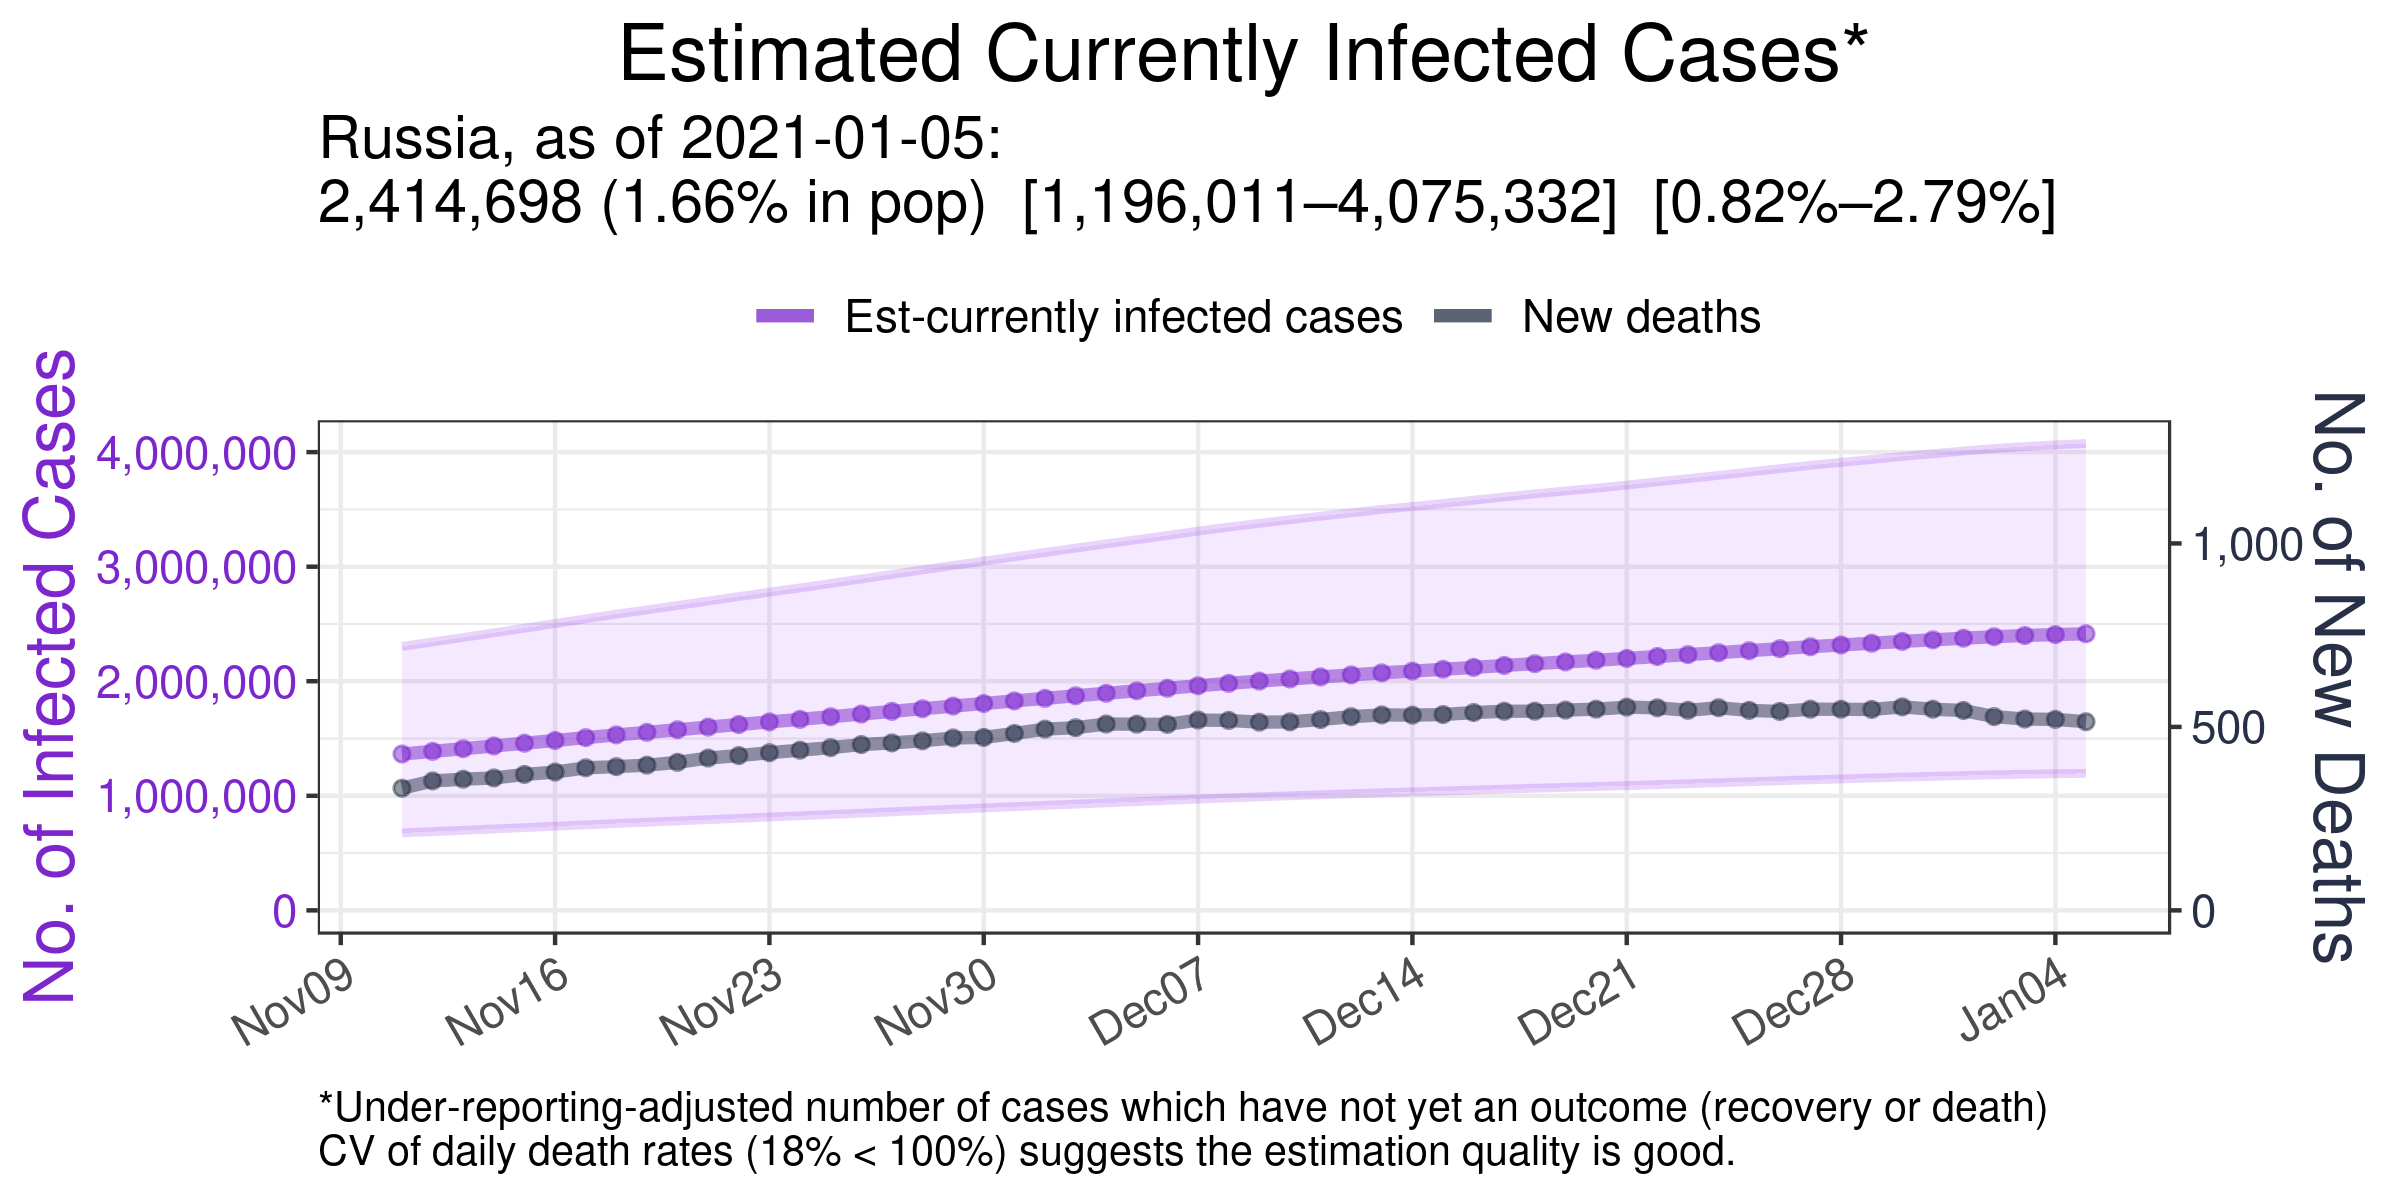 Estimated Currently Infected Cases*
Russia, as of 2021-01-05:
2,414,698 (1.66% in pop) [1,196,011–4,075,332] [0.82%–2.79%]
Est-currently infected cases
New deaths
No. of Infected Cases
4,000,000
3,000,000
2,000,000
1,000,000
0
1,000
500
0
No. of New Deaths
Nov09
Nov16
Nov23
Nov30
Dec07
Dec14
Dec21
Dec28
Jan04
*Under-reporting-adjusted number of cases which have not yet an outcome (recovery or death)
CV of daily death rates (18% < 100%) suggests the estimation quality is good.